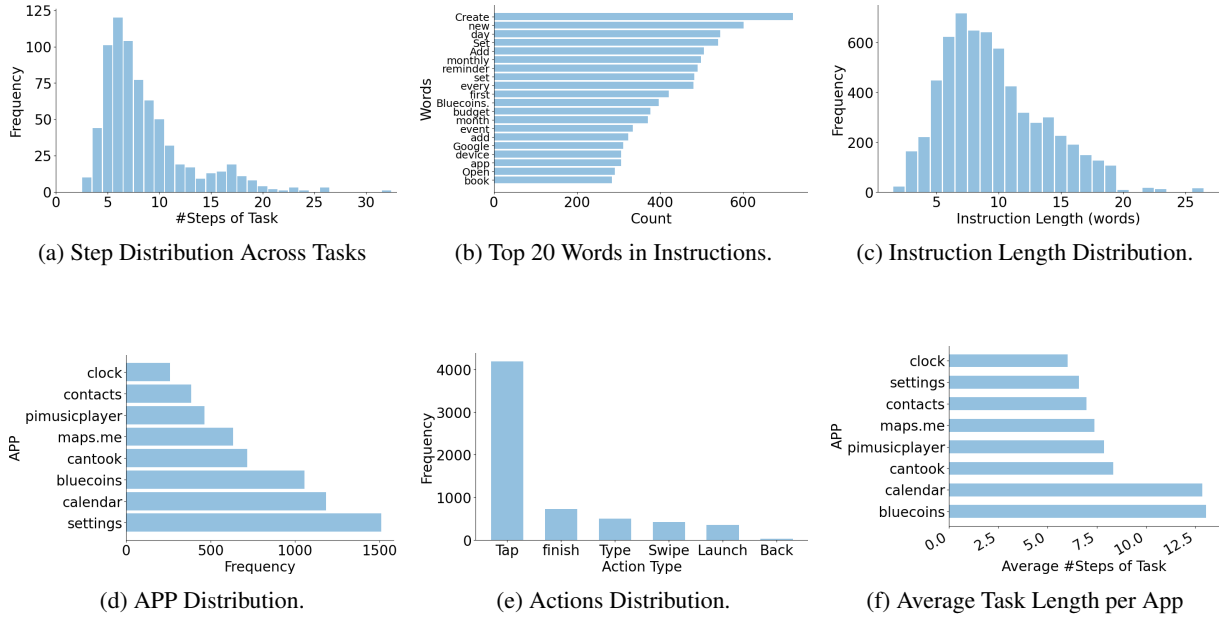 125
100
75
50
25
0
Frequency
0 5 10 15 20 25 30
#Steps of Task
(a) Step Distribution Across Tasks
Create
new
day
Set
Add
monthly
reminder
set
every
first
Bluecoins.
budget
month
event
add
Google
device
app
Open
book
Words
0 200 400 600
Count
(b) Top 20 Words in Instructions.
600
400
200
0
Frequency
5 10 15 20 25
Instruction Length (words)
(c) Instruction Length Distribution.
clock
contacts
pimusicplayer
maps.me
cantook
bluecoins
calendar
settings
APP
0 500 1000 1500
Frequency
(d) APP Distribution.
4000
3000
2000
1000
0
Frequency
Tap finish Type Swipe Launch Back
Action Type
(e) Actions Distribution.
clock
settings
contacts
maps.me
pimusicplayer
cantook
calendar
bluecoins
APP
0.0 2.5 5.0 7.5 10.0 12.5
Average #Steps of Task
(f) Average Task Length per App